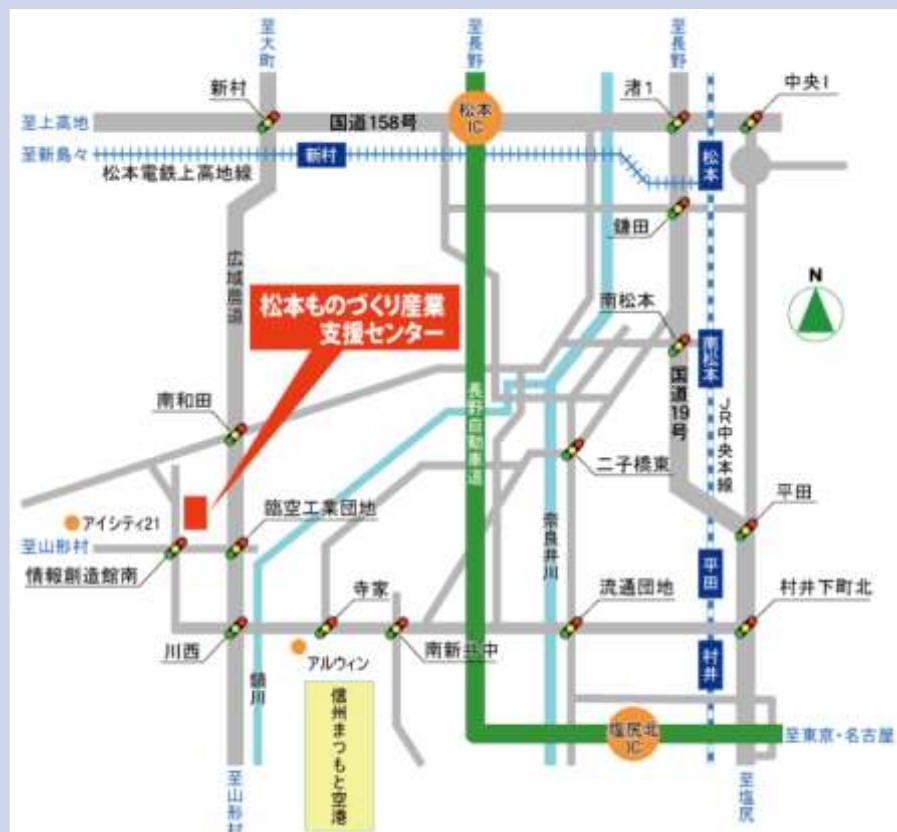 至大町
至長野
至長野
新村
渚1
中央1
至上高地
国道158号
松本
IC
至新島々
新村
松本
松本電鉄上高地線
鎌田
広域農道
N
松本ものづくり産業
支援センター
南松本
南松本
国道19号
JR中央本線
長野自動車道
南和田
二子橋東
平田
アイシティ21
臨空工業団地
奈良井川
至山形村
情報創造館南
平田
寺家
流通団地
村井下町北
川西
アルウィン
南新井中
村井
鎖川
信州まつもと空港
塩尻北
IC
至東京・名古屋
至山形村
至塩尻